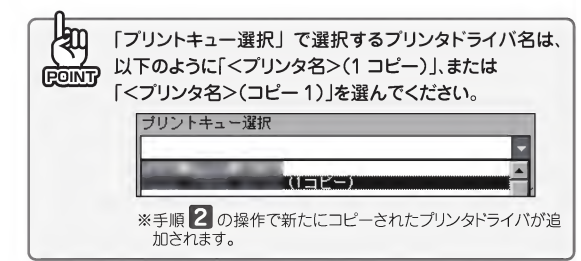 POINT
「プリントキュー選択」で選択するプリンタドライバ名は、
以下のように「<プリンタ名>(1 コピー)」、または
「<プリンタ名>(コピー 1)」を選んでください。
プリントキュー選択
(1コピー)
※手順 2 の操作で新たにコピーされたプリンタドライバが追
加されます。